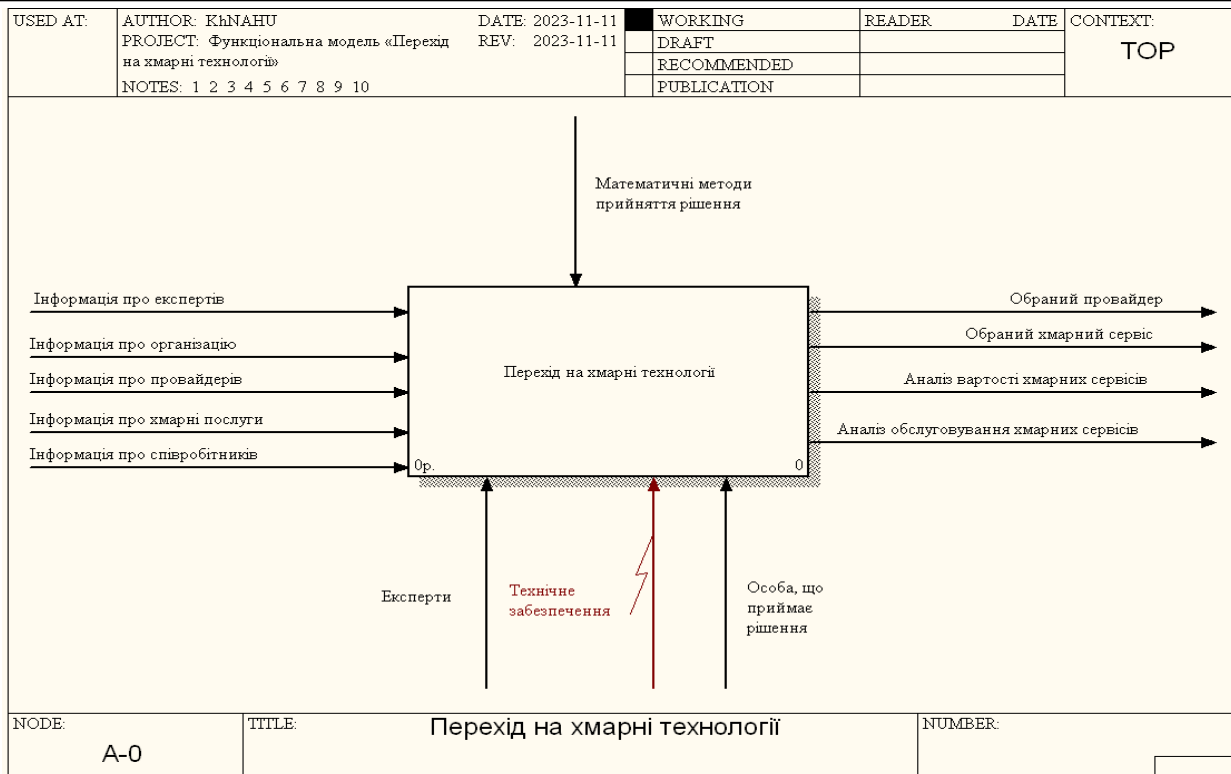 USED AT:
AUTHOR: KhNAHU
DATE: 2023-11-11
PROJECT: Функціональна модель «Перехід
на хмарні технології»
REV: 2023-11-11
NOTES: 1 2 3 4 5 6 7 8 9 10
WORKING
DRAFT
RECOMMENDED
PUBLICATION
READER
DATE
CONTEXT:
TOP
Математичні методи
прийняття рішення
Інформація про експертів
Інформація про організацію
Інформація про провайдерів
Інформація про хмарні послуги
Інформація про співробітників
Перехід на хмарні технології
0р.
0
Обраний провайдер
Обраний хмарний сервіс
Аналіз вартості хмарних сервісів
Аналіз обслуговування хмарних сервісів
Експерти
Технічне
забезпечення
Особа, що
приймає
рішення
NODE:
A-0
TITLE:
Перехід на хмарні технології
NUMBER: